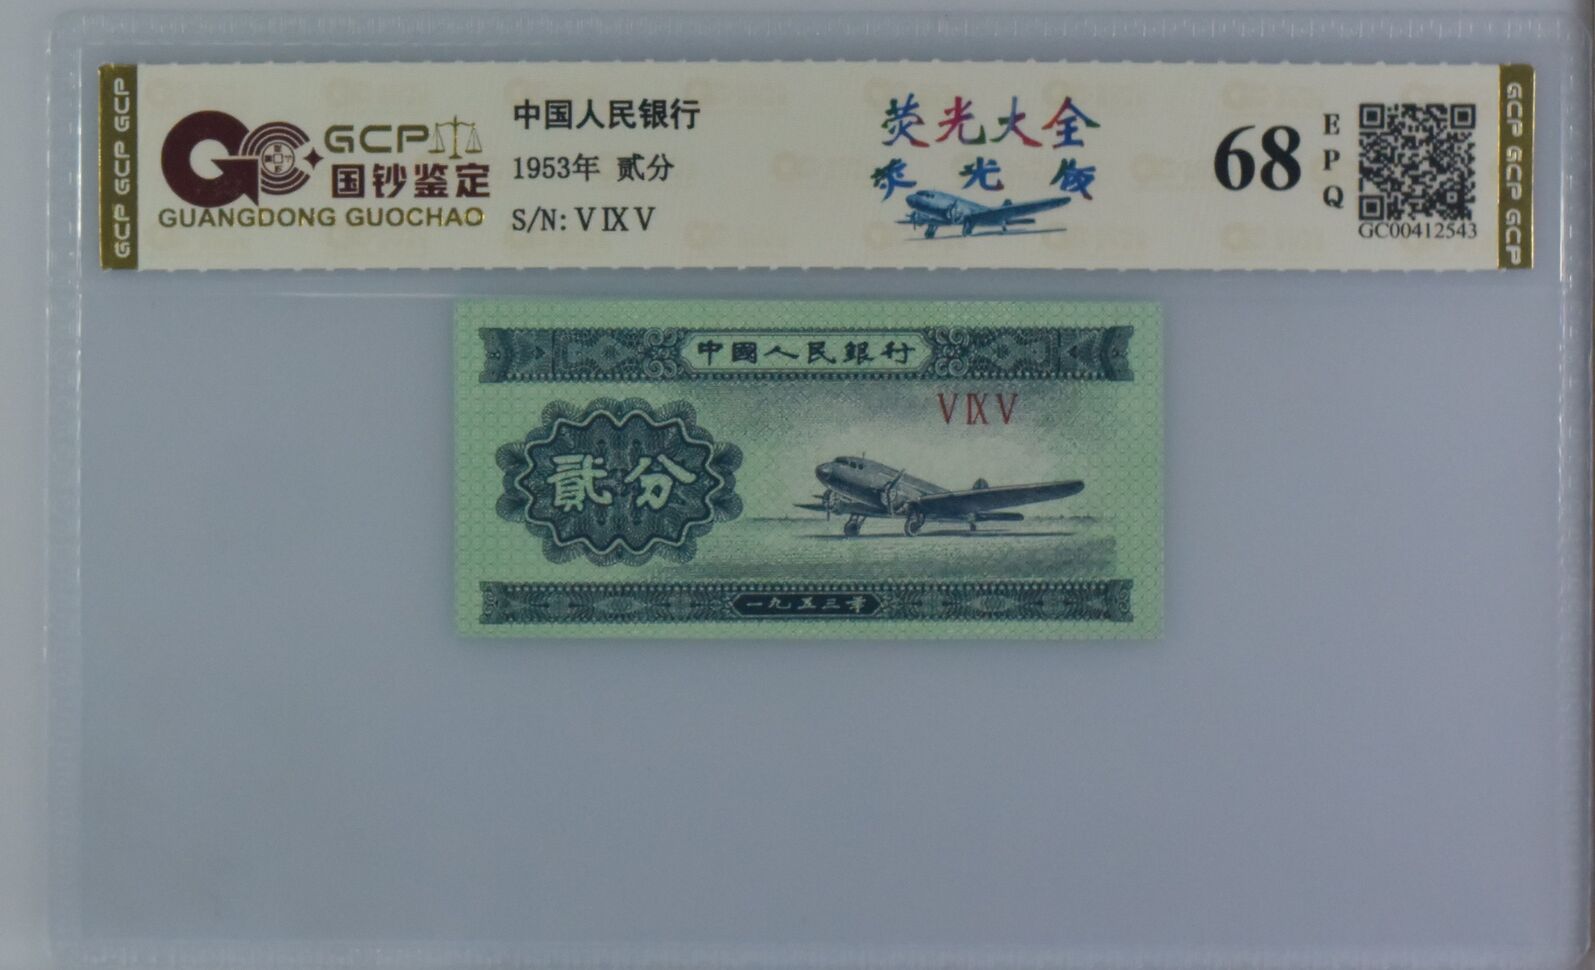 GCP GCP GCP
GCP
国钞鉴定
GUANGDONG GUOCHAO
中国人民银行
1953年 贰分
S/N: V IX V
荧光大全
荧光版
68
EPQ
GC00412543
GCP GCP GCP
中國人民銀行
V IX V
貳分
一九五三年